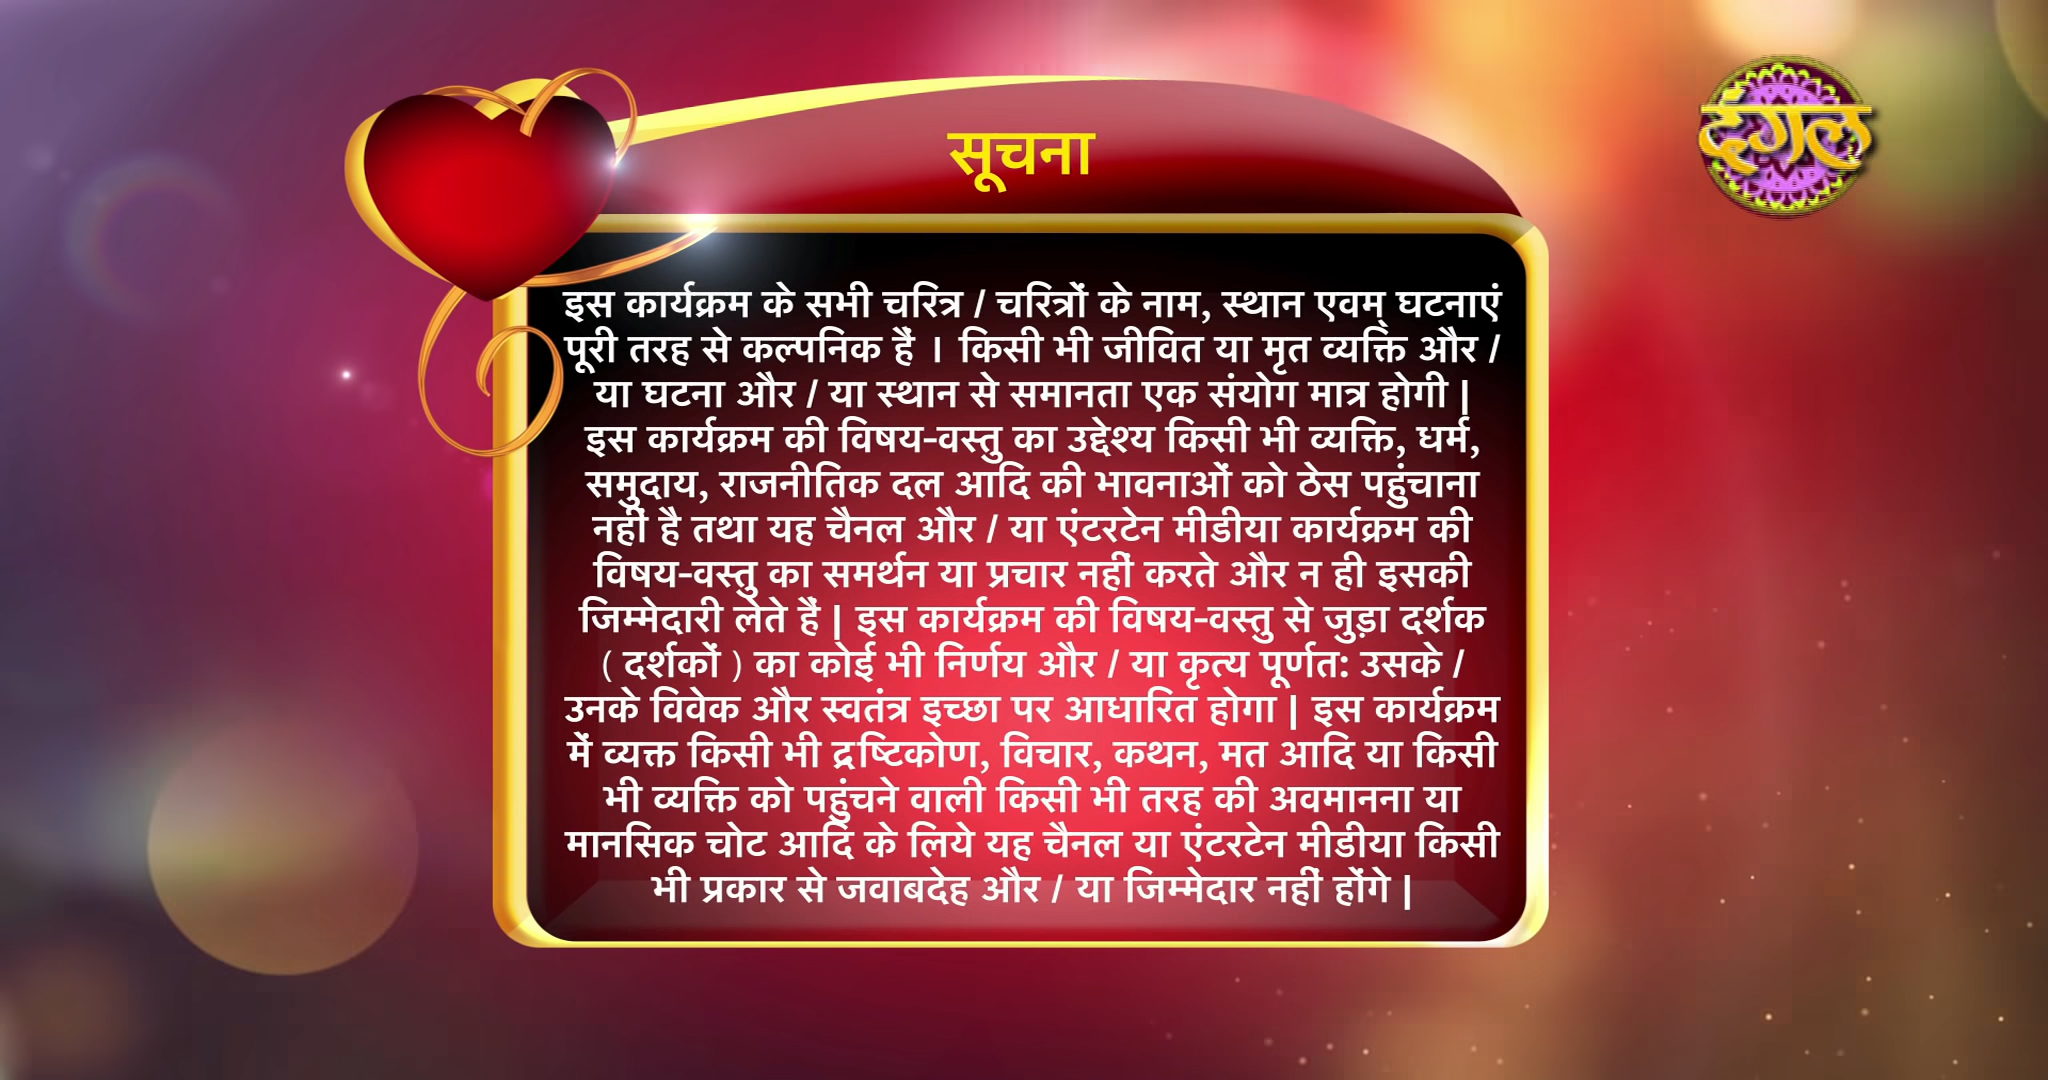 सूचना
दंगल
इस कार्यक्रम के सभी चरित्र / चरित्रों के नाम, स्थान एवम् घटनाएं
पूरी तरह से कल्पनिक हैं । किसी भी जीवित या मृत व्यक्ति और /
या घटना और / या स्थान से समानता एक संयोग मात्र होगी |
इस कार्यक्रम की विषय-वस्तु का उद्देश्य किसी भी व्यक्ति, धर्म,
समुदाय, राजनीतिक दल आदि की भावनाओं को ठेस पहुंचाना
नहीं है तथा यह चैनल और / या एंटरटेन मीडीया कार्यक्रम की
विषय-वस्तु का समर्थन या प्रचार नहीं करते और न ही इसकी
जिम्मेदारी लेते हैं | इस कार्यक्रम की विषय-वस्तु से जुड़ा दर्शक
( दर्शकों ) का कोई भी निर्णय और / या कृत्य पूर्णत: उसके /
उनके विवेक और स्वतंत्र इच्छा पर आधारित होगा | इस कार्यक्रम
में व्यक्त किसी भी द्रष्टिकोण, विचार, कथन, मत आदि या किसी
भी व्यक्ति को पहुंचने वाली किसी भी तरह की अवमानना या
मानसिक चोट आदि के लिये यह चैनल या एंटरटेन मीडीया किसी
भी प्रकार से जवाबदेह और / या जिम्मेदार नहीं होंगे |